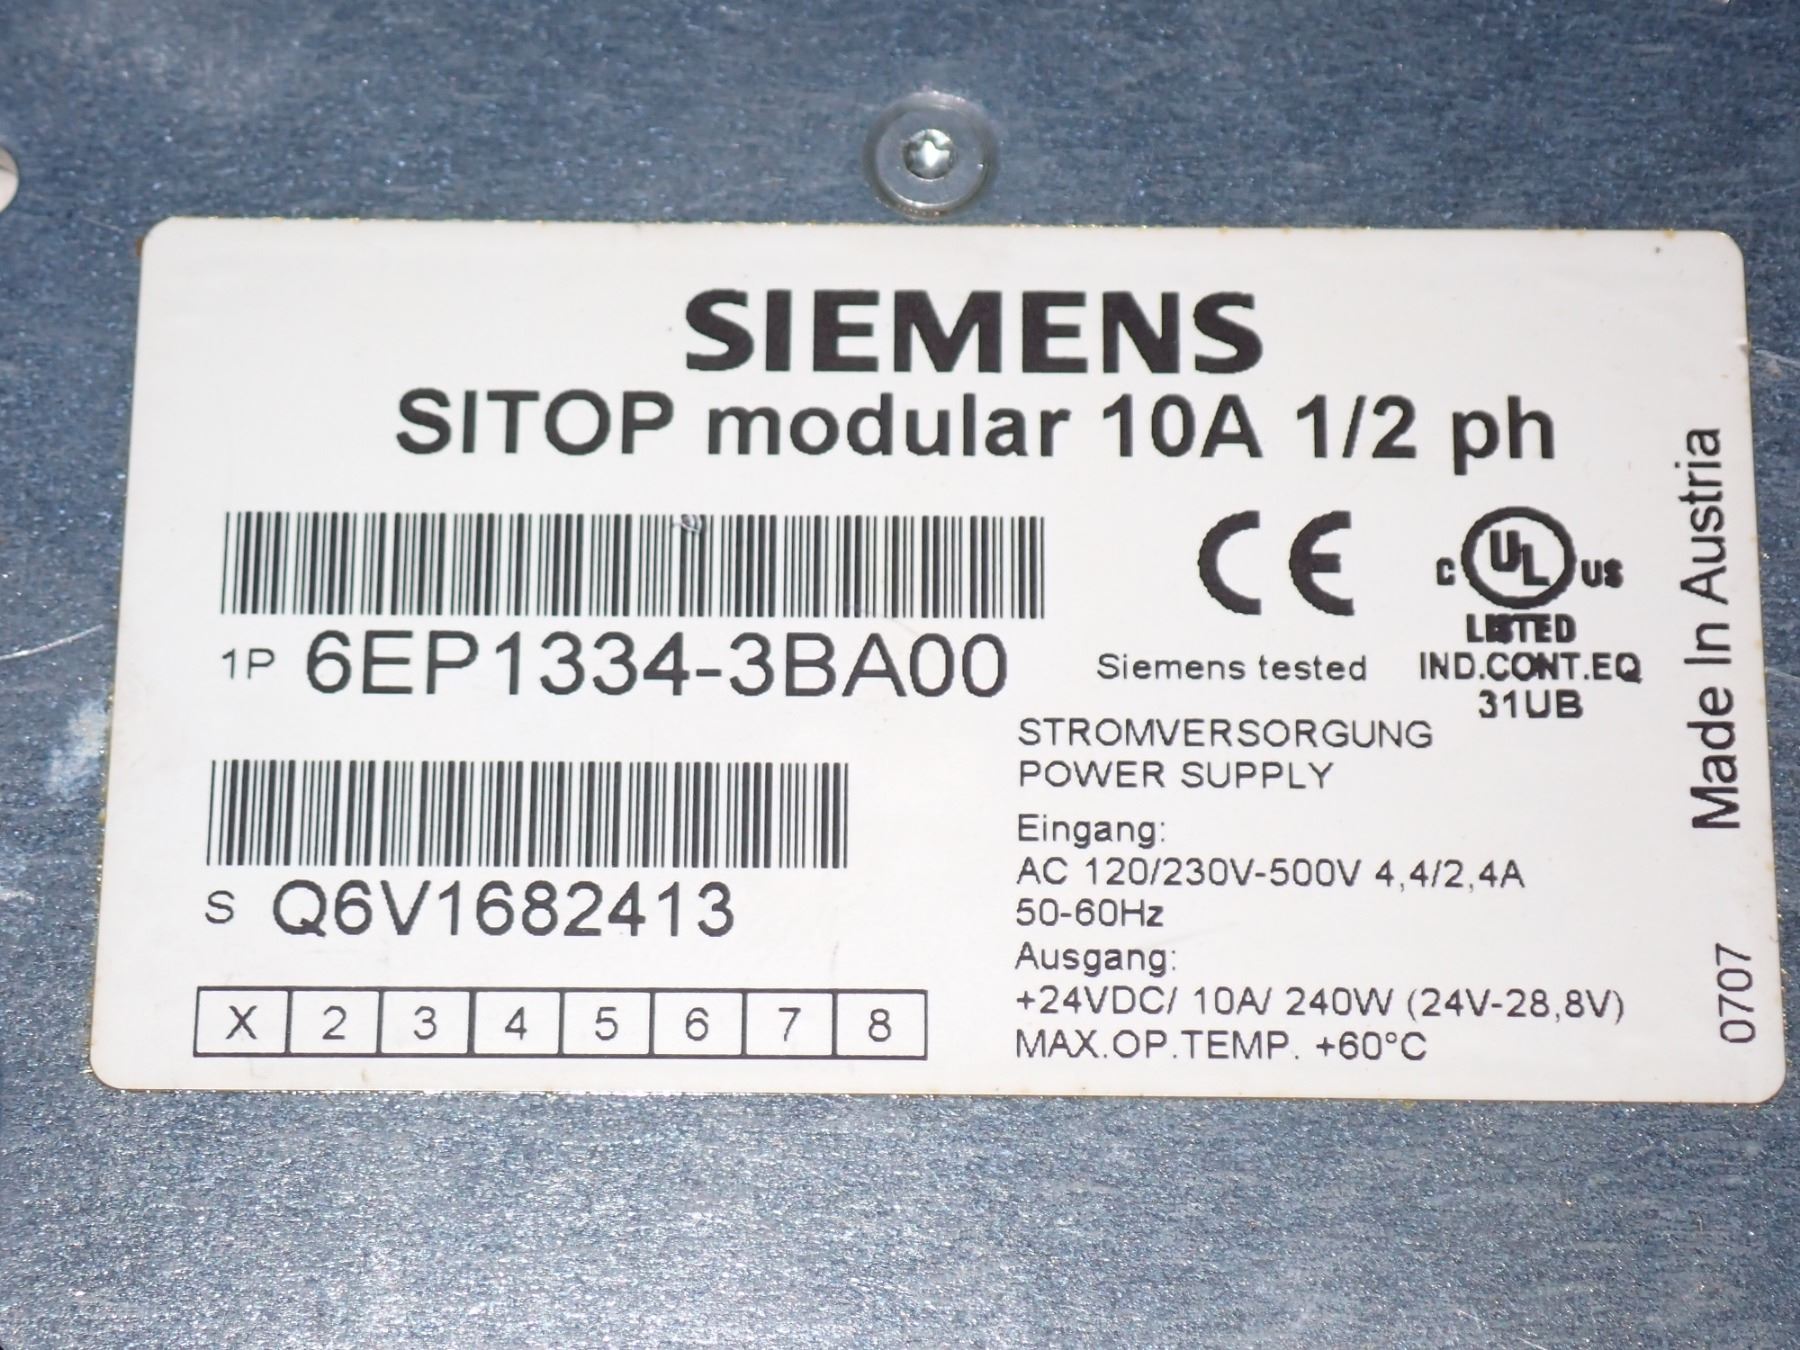 SIEMENS
SITOP modular 10A 1/2 ph
1P 6EP1334-3BA00
S Q6V1682413
X 2 3 4 5 6 7 8
CE
Siemens tested
C UL US
LISTED
IND.CONT.EQ
31UB
STROMVERSORGUNG
POWER SUPPLY
Eingang:
AC 120/230V-500V 4,4/2,4A
50-60Hz
Ausgang:
+24VDC/ 10A/ 240W (24V-28,8V)
MAX.OP.TEMP. +60°C
Made In Austria
0707